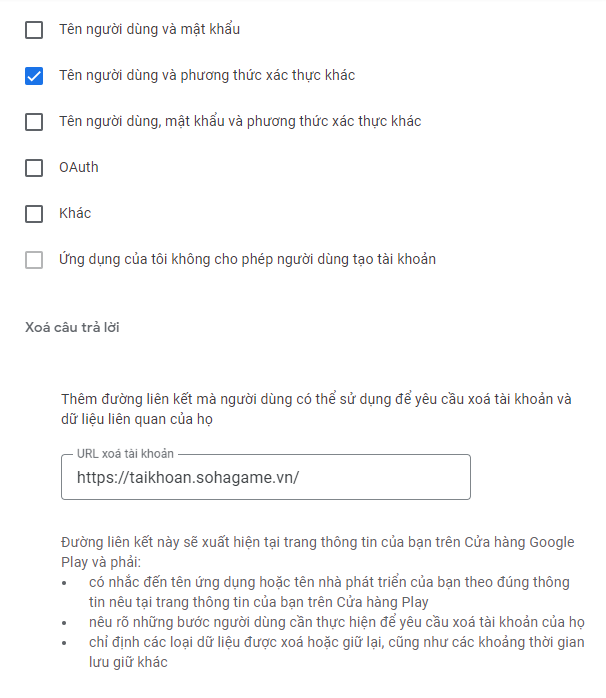 Tên người dùng và mật khẩu
Tên người dùng và phương thức xác thực khác
Tên người dùng, mật khẩu và phương thức xác thực khác
OAuth
Khác
Ứng dụng của tôi không cho phép người dùng tạo tài khoản
Xoá câu trả lời
Thêm đường liên kết mà người dùng có thể sử dụng để yêu cầu xoá tài khoản và
dữ liệu liên quan của họ
URL xoá tài khoản
https://taikhoan.sohagame.vn/
Đường liên kết này sẽ xuất hiện tại trang thông tin của bạn trên Cửa hàng Google
Play và phải:
• có nhắc đến tên ứng dụng hoặc tên nhà phát triển của bạn theo đúng thông
tin nêu tại trang thông tin của bạn trên Cửa hàng Play
• nêu rõ những bước người dùng cần thực hiện để yêu cầu xoá tài khoản của họ
• chỉ định các loại dữ liệu được xoá hoặc giữ lại, cũng như các khoảng thời gian
lưu giữ khác